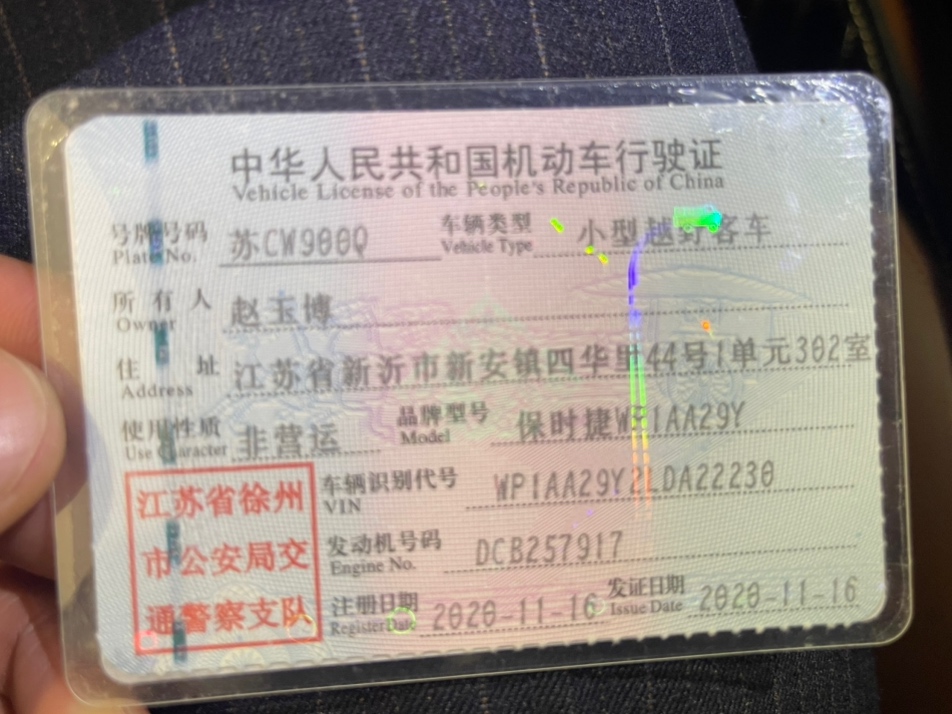 中华人民共和国机动车行驶证
Vehicle License of the People's Republic of China
号牌号码 苏CW900Q 车辆类型 小型越野客车
Plate No. Vehicle Type
所有人 赵玉博
Owner
住址 江苏省新沂市新安镇四华里44号1单元302室
Address
使用性质 非营运 品牌型号 保时捷WP1AA29Y
Use Character Model
江苏省徐州 车辆识别代号 WP1AA29Y2LDA22230
VIN
市公安局交 发动机号码 DCB257917
Engine No.
通警察支队 注册日期 2020-11-16 发证日期 2020-11-16
Register Date Issue Date